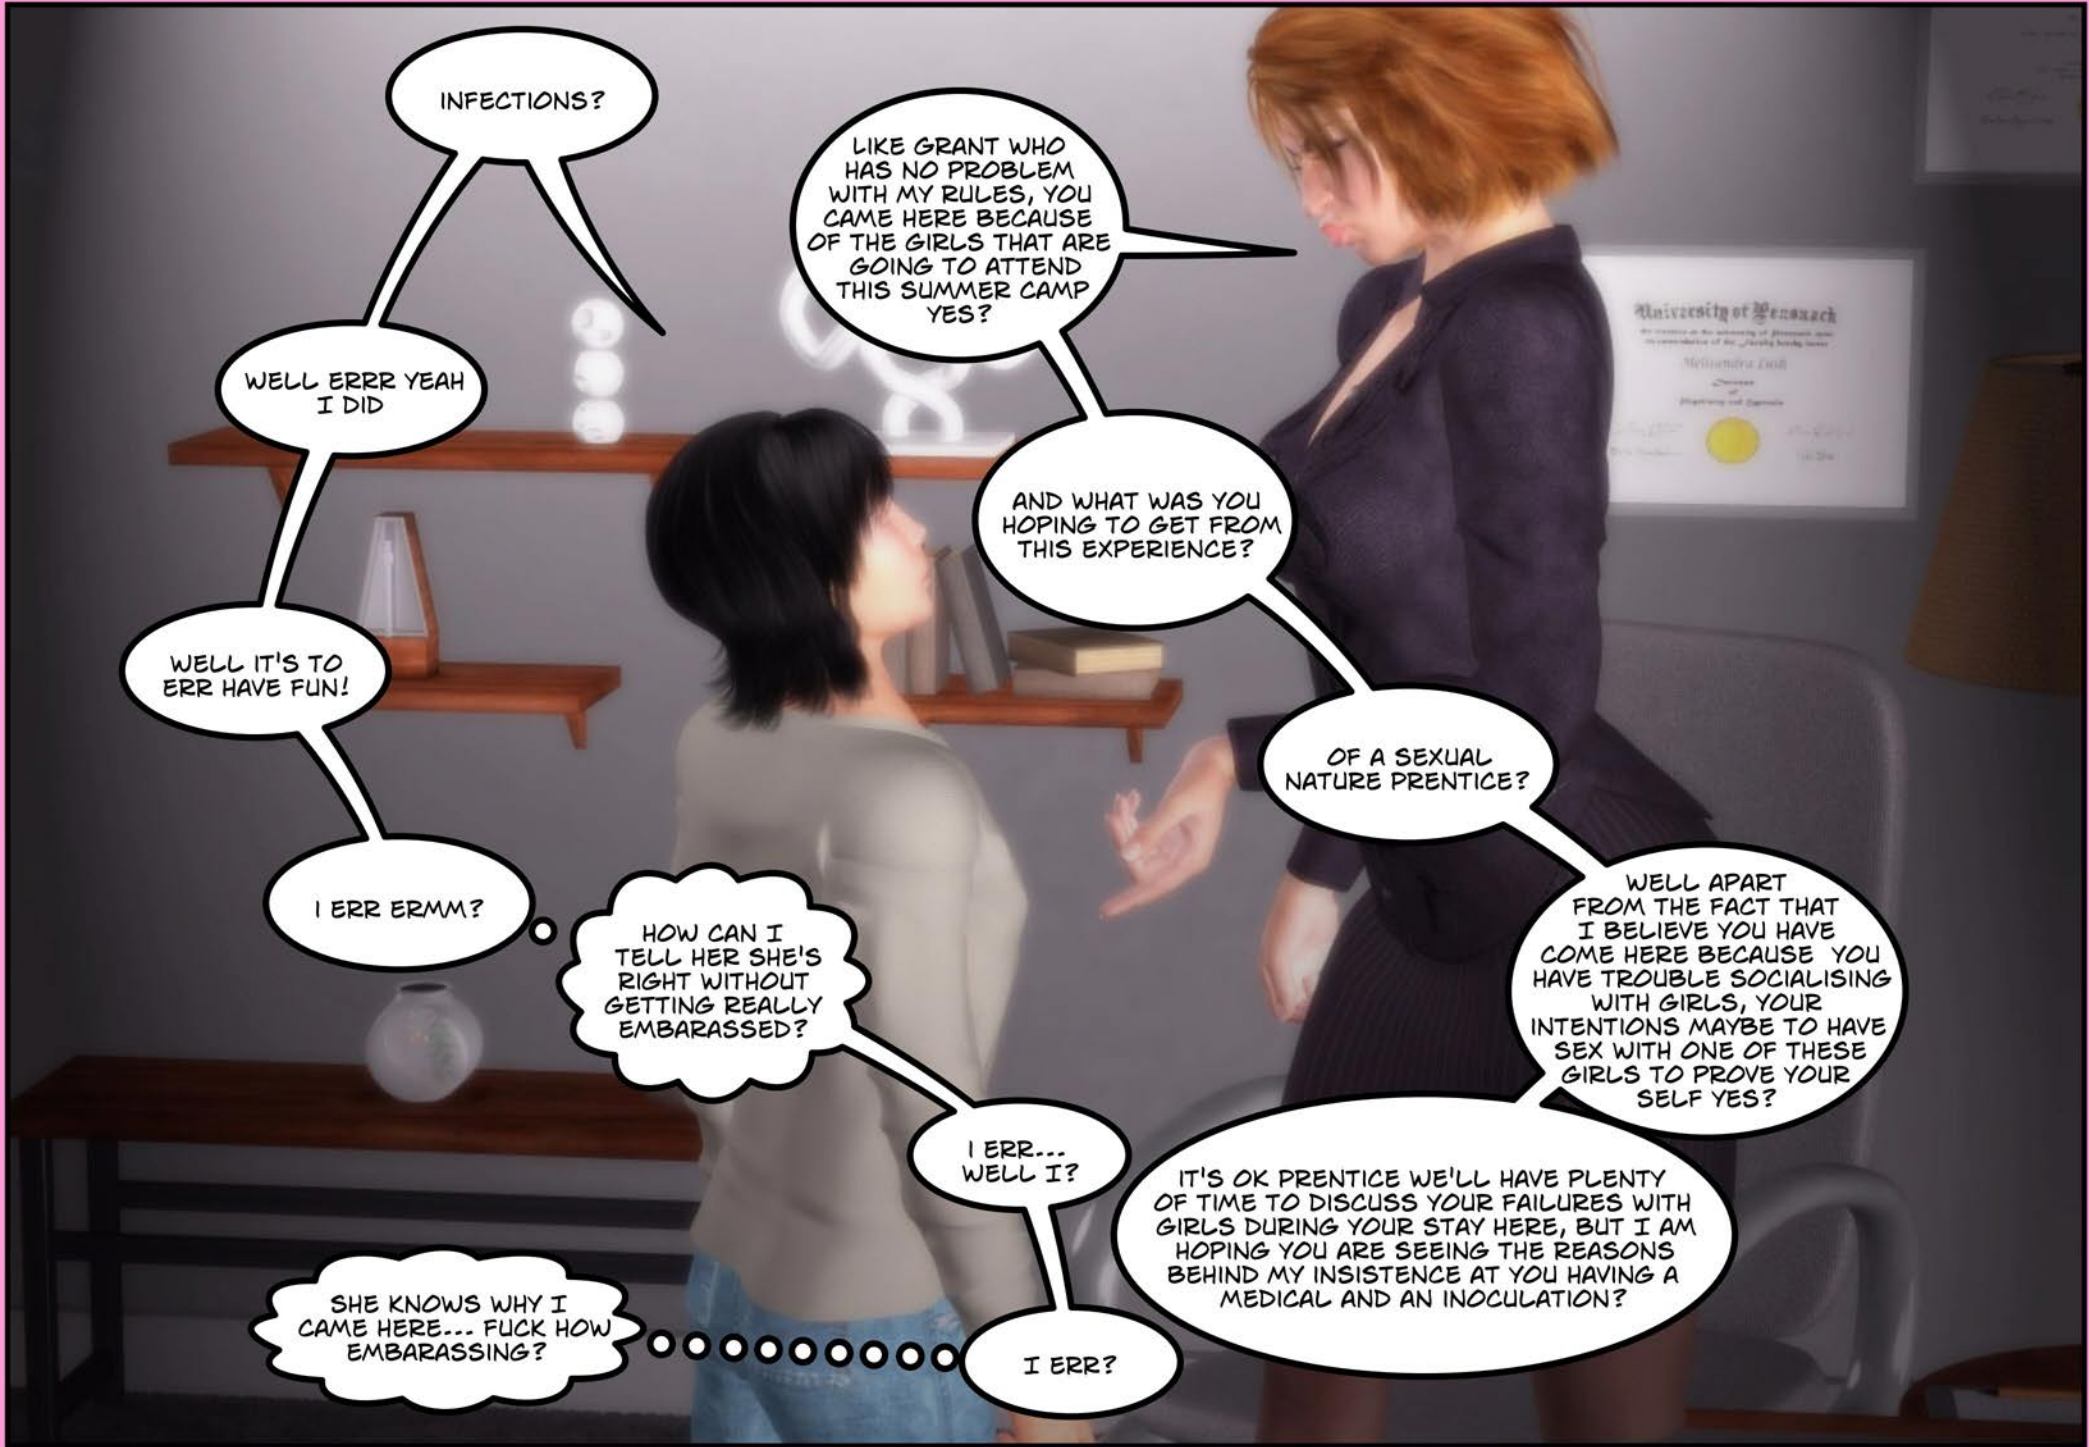 INFECTIONS?
LIKE GRANT WHO
HAS NO PROBLEM
WITH MY RULES, YOU
CAME HERE BECAUSE
OF THE GIRLS THAT ARE
GOING TO ATTEND
THIS SUMMER CAMP
YES?
WELL ERRR YEAH
I DID
AND WHAT WAS YOU
HOPING TO GET FROM
THIS EXPERIENCE?
WELL IT'S TO
ERR HAVE FUN!
OF A SEXUAL
NATURE PRENTICE?
I ERR ERMM?
HOW CAN I
TELL HER SHE'S
RIGHT WITHOUT
GETTING REALLY
EMBARASSED?
WELL APART
FROM THE FACT THAT
I BELIEVE YOU HAVE
COME HERE BECAUSE YOU
HAVE TROUBLE SOCIALISING
WITH GIRLS, YOUR
INTENTIONS MAYBE TO HAVE
SEX WITH ONE OF THESE
GIRLS TO PROVE YOUR
SELF YES?
I ERR...
WELL I?
IT'S OK PRENTICE WE'LL HAVE PLENTY
OF TIME TO DISCUSS YOUR FAILURES WITH
GIRLS DURING YOUR STAY HERE, BUT I AM
HOPING YOU ARE SEEING THE REASONS
BEHIND MY INSISTENCE AT YOU HAVING A
MEDICAL AND AN INOCULATION?
I ERR?
SHE KNOWS WHY I
CAME HERE... FUCK HOW
EMBARASSING?
University of